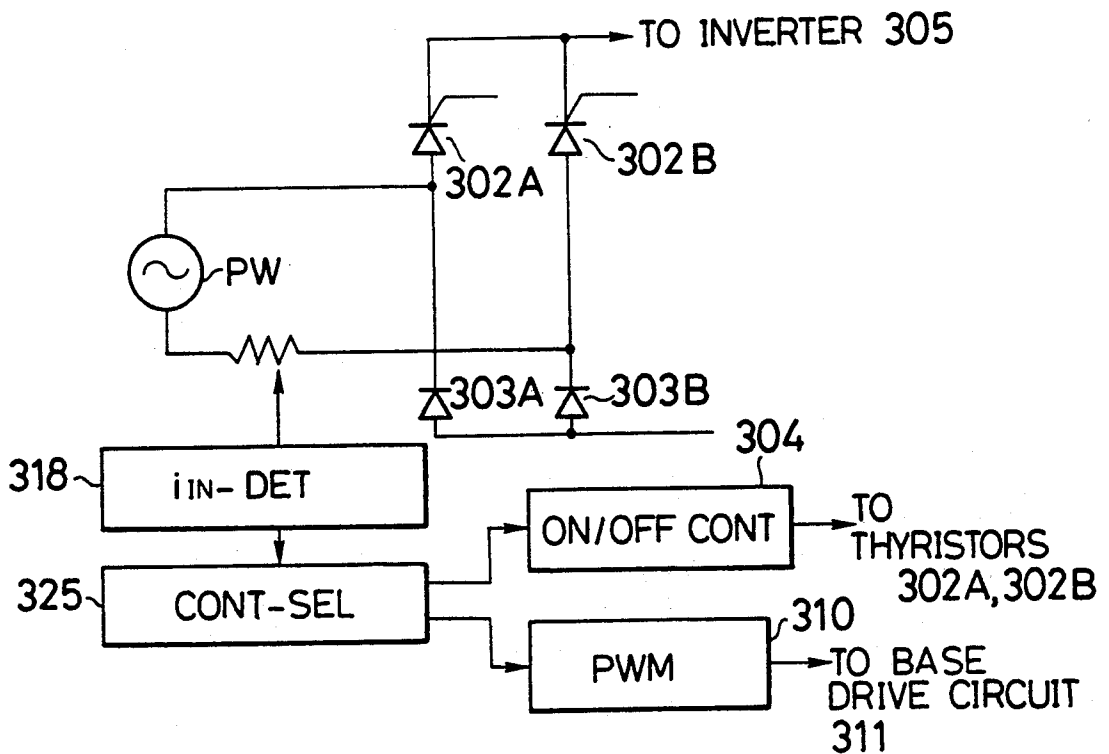 TO INVERTER 305
302A
302B
PW
303A
303B
318
iIN-DET
304
ON/OFF CONT
TO
THYRISTORS
302A, 302B
325
CONT-SEL
310
PWM
TO BASE
DRIVE CIRCUIT
311